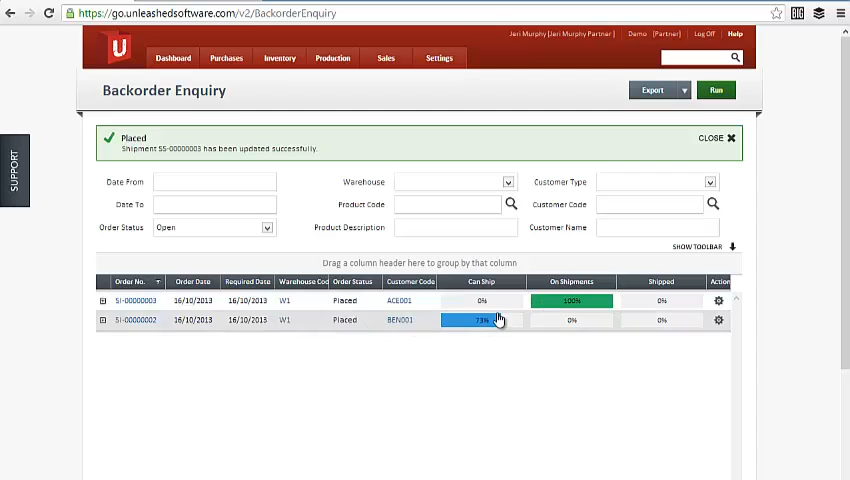 https://go.unleashedsoftware.com/v2/BackorderEnquiry
BIG
U
Jeri Murphy [Jeri Murphy Partner ] Demo [Partner] Log Off Help
Dashboard Purchases Inventory Production Sales Settings
Backorder Enquiry
Export Run
SUPPORT
Placed
Shipment SS-00000003 has been updated successfully.
CLOSE
Date From Warehouse Customer Type
Date To Product Code Customer Code
Order Status Open Product Description Customer Name
SHOW TOOLBAR
Drag a column header here to group by that column
Order No. Order Date Required Date Warehouse Cod Order Status Customer Code Can Ship On Shipments Shipped Action
SI-00000003 16/10/2013 16/10/2013 W1 Placed ACE001 0% 100% 0%
SI-00000002 16/10/2013 16/10/2013 W1 Placed BEN001 73% 0% 0%